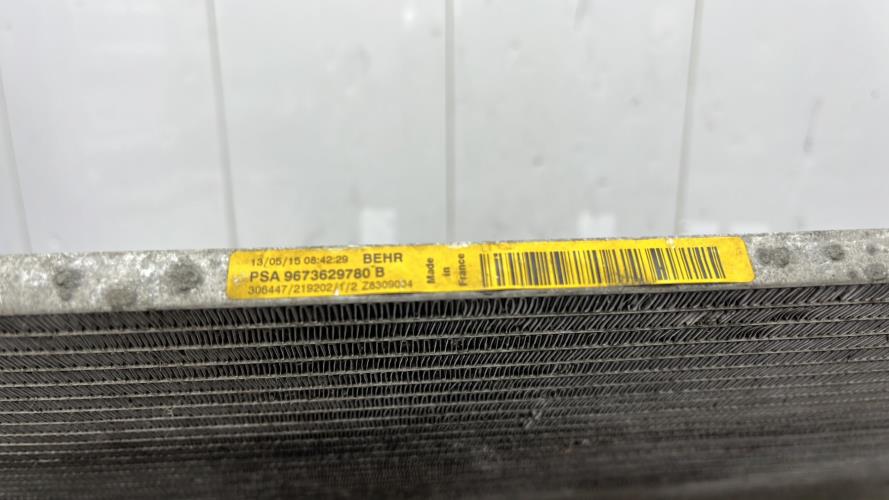 13/05/15 08:42:29 BEHR
PSA 9673629780 B
306447/219202/1/2 Z8309034
Made
in
France